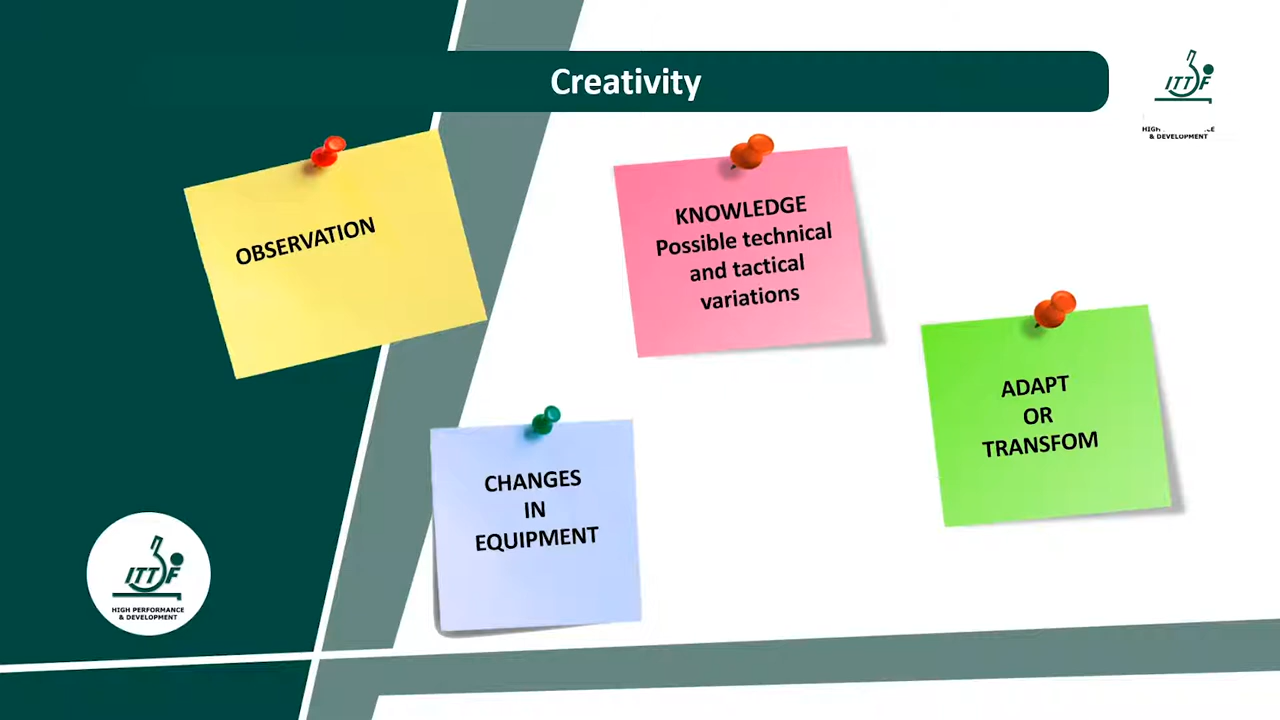 Creativity
ITTF
& DEVELOPMENT
OBSERVATION
KNOWLEDGE
Possible technical
and tactical
variations
ADAPT
OR
TRANSFOM
CHANGES
IN
EQUIPMENT
ITTF
HIGH PERFORMANCE
& DEVELOPMENT